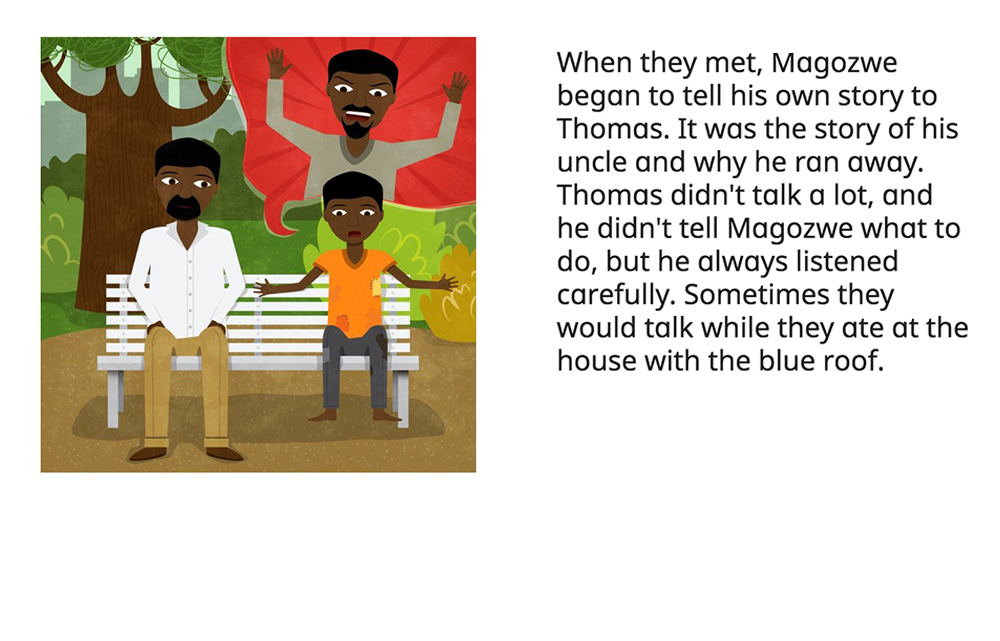 When they met, Magozwe
began to tell his own story to
Thomas. It was the story of his
uncle and why he ran away.
Thomas didn't talk a lot, and
he didn't tell Magozwe what to
do, but he always listened
carefully. Sometimes they
would talk while they ate at the
house with the blue roof.